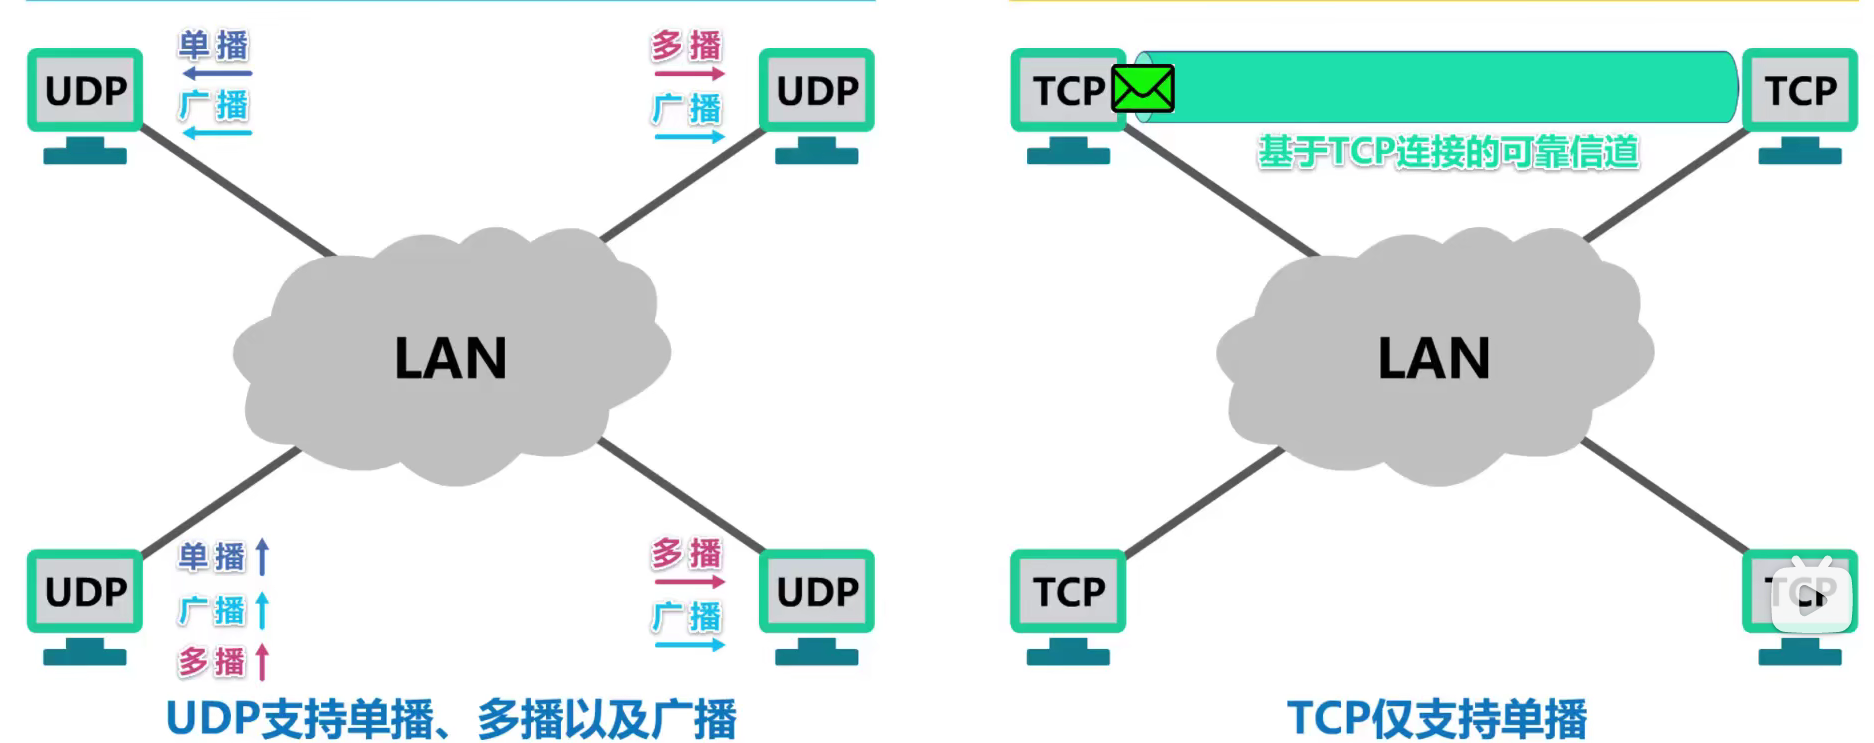 UDP
单播
广播
多播
广播
UDP
LAN
UDP
单播
广播
多播
多播
广播
UDP
UDP支持单播、多播以及广播
TCP
TCP
基于TCP连接的可靠信道
LAN
TCP
TCP
TCP仅支持单播